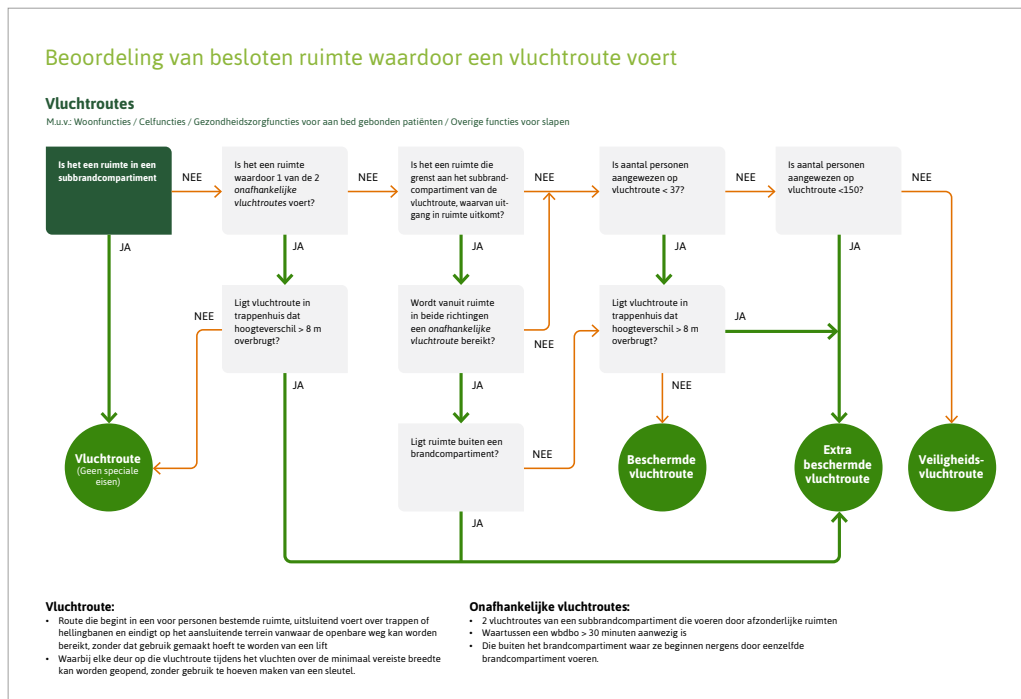 Beoordeling van besloten ruimte waardoor een vluchtroute voert
Vluchtroutes
M.u.v.: Woonfuncties / Celfuncties / Gezondheidszorgfuncties voor aan bed gebonden patiënten / Overige functies voor slapen
Is het een ruimte in een
subbrandcompartiment
NEE
JA
Is het een ruimte
waardoor 1 van de 2
onafhankelijke
vluchtroutes voert?
NEE
JA
Is het een ruimte die
grenst aan het subbrand-
compartiment van de
vluchtroute, waarvan uit-
gang in ruimte uitkomt?
NEE
JA
Is aantal personen
aangewezen op
vluchtroute < 37?
NEE
JA
Is aantal personen
aangewezen op
vluchtroute <150?
NEE
JA
Ligt vluchtroute in
trappenhuis dat
hoogteverschil > 8 m
overbrugt?
NEE
JA
Wordt vanuit ruimte
in beide richtingen
een onafhankelijke
vluchtroute bereikt?
NEE
JA
Ligt vluchtroute in
trappenhuis dat
hoogteverschil > 8 m
overbrugt?
JA
NEE
Ligt ruimte buiten een
brandcompartiment?
NEE
JA
Vluchtroute
(Geen speciale
eisen)
Beschermde
vluchtroute
Extra
beschermde
vluchtroute
Veiligheids-
vluchtroute
Vluchtroute:
• Route die begint in een voor personen bestemde ruimte, uitsluitend voert over trappen of
hellingbanen en eindigt op het aansluitende terrein vanwaar de openbare weg kan worden
bereikt, zonder dat gebruik gemaakt hoeft te worden van een lift
• Waarbij elke deur op die vluchtroute tijdens het vluchten over de minimaal vereiste breedte
kan worden geopend, zonder gebruik te hoeven maken van een sleutel.
Onafhankelijke vluchtroutes:
• 2 vluchtroutes van een subbrandcompartiment die voeren door afzonderlijke ruimten
• Waartussen een wbdbo > 30 minuten aanwezig is
• Die buiten het brandcompartiment waar ze beginnen nergens door eenzelfde
brandcompartiment voeren.